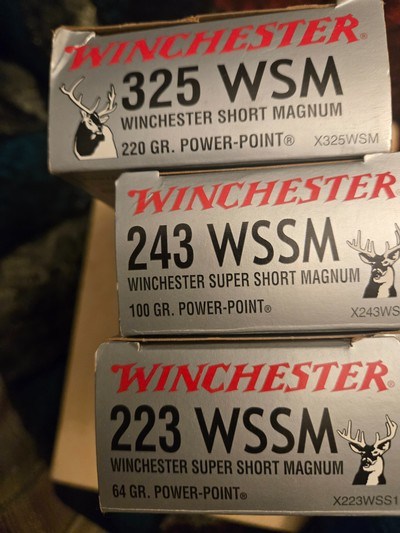 WINCHESTER®
325 WSM
WINCHESTER SHORT MAGNUM
220 GR. POWER-POINT® X325WSM
WINCHESTER
243 WSSM
WINCHESTER SUPER SHORT MAGNUM
100 GR. POWER-POINT® X243WS
WINCHESTER®
223 WSSM
WINCHESTER SUPER SHORT MAGNUM
64 GR. POWER-POINT® X223WSS1